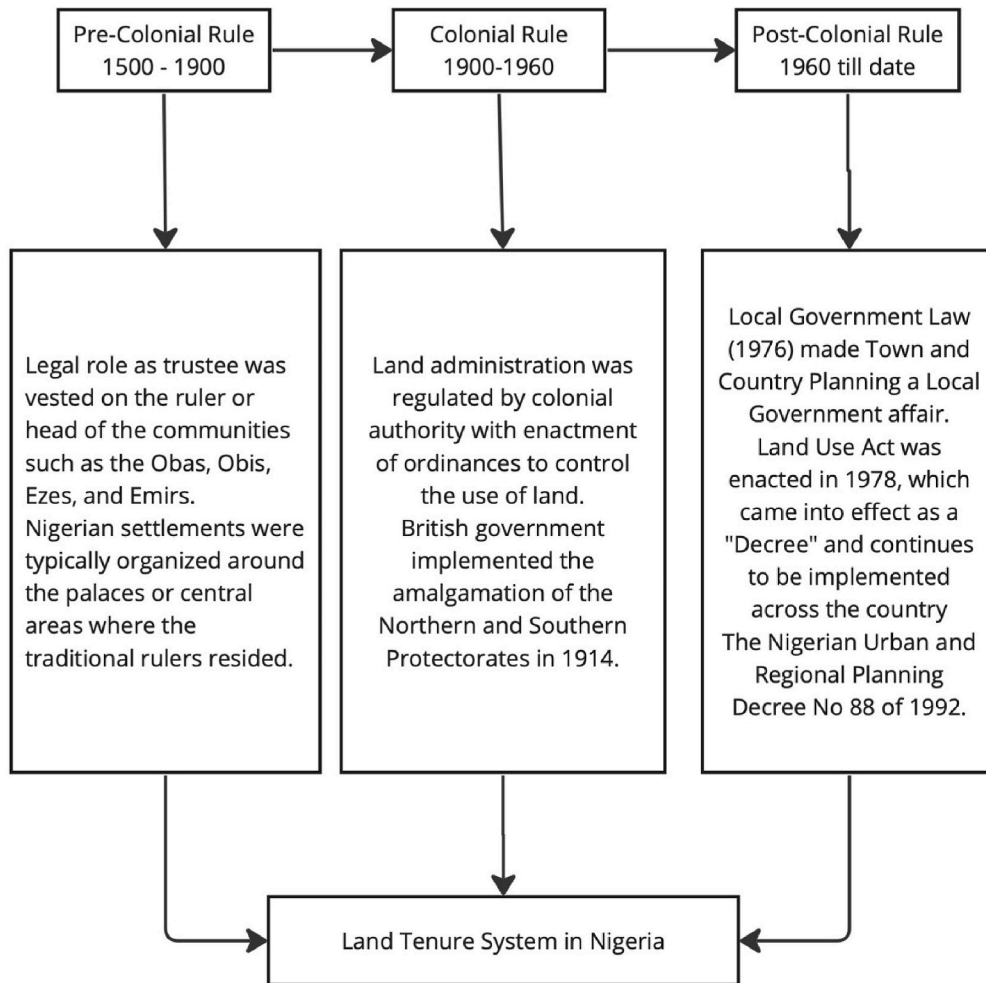 Pre-Colonial Rule
1500 - 1900
Colonial Rule
1900-1960
Post-Colonial Rule
1960 till date
Legal role as trustee was
vested on the ruler or
head of the communities
such as the Obas, Obis,
Ezes, and Emirs.
Nigerian settlements were
typically organized around
the palaces or central
areas where the
traditional rulers resided.
Land administration was
regulated by colonial
authority with enactment
of ordinances to control
the use of land.
British government
implemented the
amalgamation of the
Northern and Southern
Protectorates in 1914.
Local Government Law
(1976) made Town and
Country Planning a Local
Government affair.
Land Use Act was
enacted in 1978, which
came into effect as a
"Decree" and continues
to be implemented
across the country
The Nigerian Urban and
Regional Planning
Decree No 88 of 1992.
Land Tenure System in Nigeria